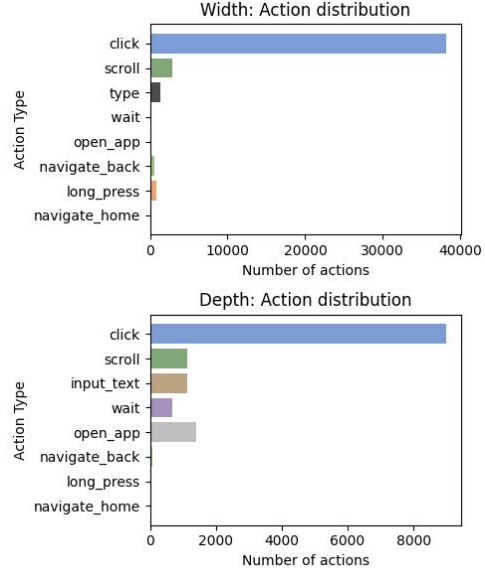 Width: Action distribution
Action Type
click
scroll
type
wait
open_app
navigate_back
long_press
navigate_home
0 10000 20000 30000 40000
Number of actions
Depth: Action distribution
Action Type
click
scroll
input_text
wait
open_app
navigate_back
long_press
navigate_home
0 2000 4000 6000 8000
Number of actions